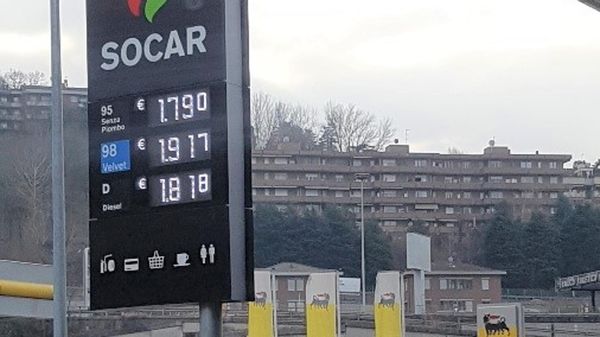 SOCAR
95 € 1.790
Senza
Piombo
98 € 1.917
Velvet
D € 1.818
Diesel